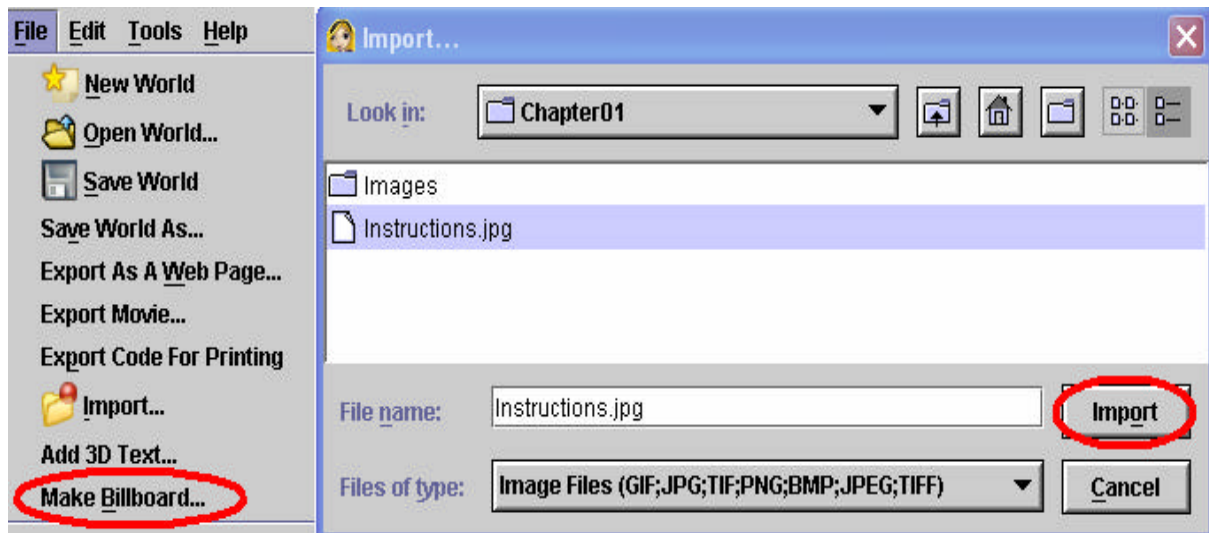 File Edit Tools Help
New World
Open World...
Save World
Save World As...
Export As A Web Page...
Export Movie...
Export Code For Printing
Import...
Add 3D Text...
Make Billboard...
Import...
Look in: Chapter01
Images
Instructions.jpg
File name: Instructions.jpg Import
Files of type: Image Files (GIF;JPG;TIF;PNG;BMP;JPEG;TIFF) Cancel